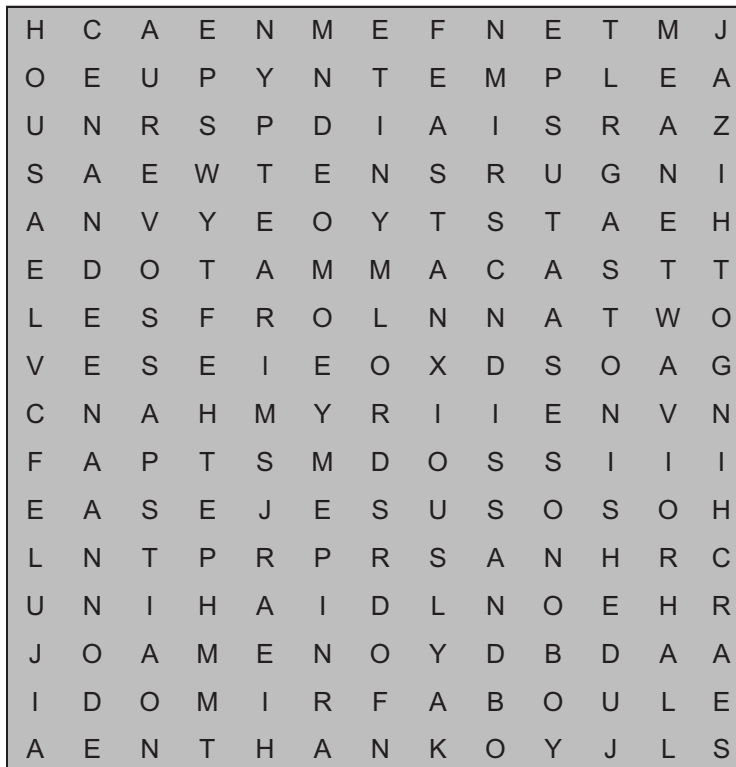 H C A E N M E F N E T M J
O E U P Y N T E M P L E A
U N R S P D I A I S R A Z
S A E W T E N S R U G N I
A N V Y E O Y T S T A E H
E D O T A M M A C A S T T
L E S F R O L N N A T W O
V E S E I E O X D S O A G
C N A H M Y R I I E N V N
F A P T S M D O S S I I I
E A S E J E S U S O S O H
L N T P R P R S A N H R C
U N I H A I D L N O E H R
J O A M E N O Y D B D A A
I D O M I R F A B O U L E
A E N T H A N K O Y J L S